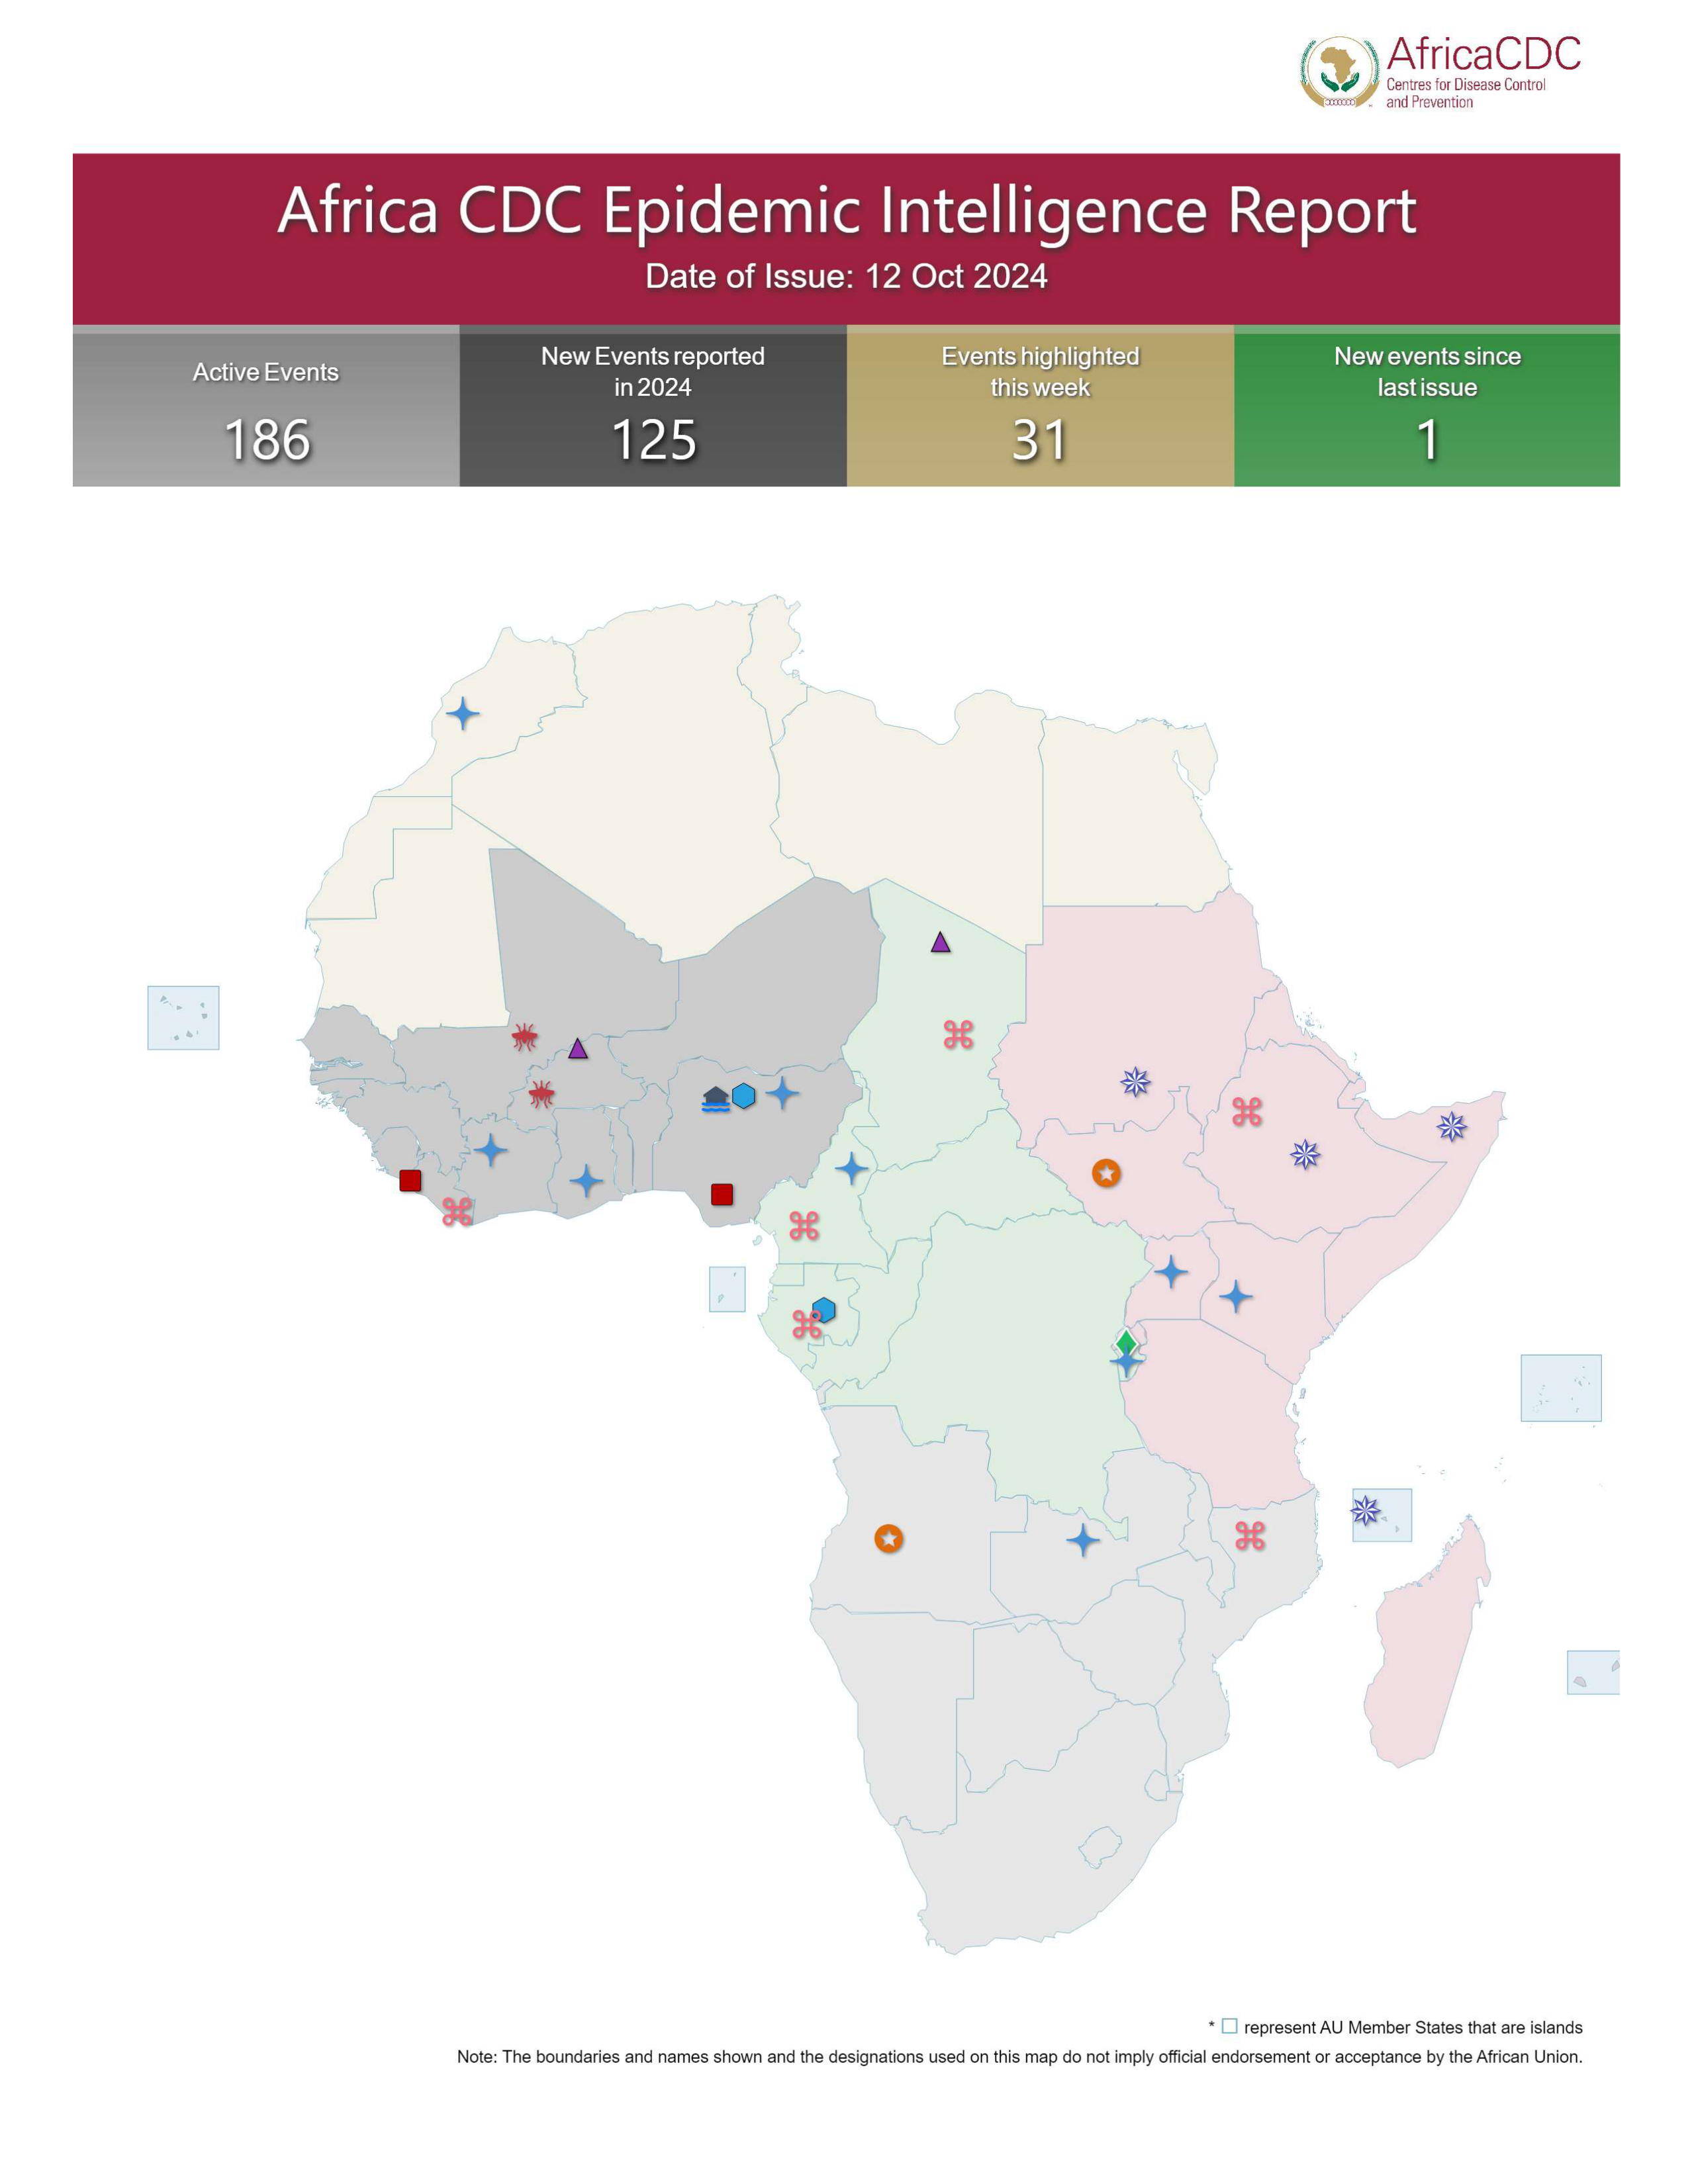 AfricaCDC
Centres for Disease Control
and Prevention
Africa CDC Epidemic Intelligence Report
Date of Issue: 12 Oct 2024
Active Events
186
New Events reported
in 2024
125
Events highlighted
this week
31
New events since
last issue
1
* □ represent AU Member States that are islands
Note: The boundaries and names shown and the designations used on this map do not imply official endorsement or acceptance by the African Union.